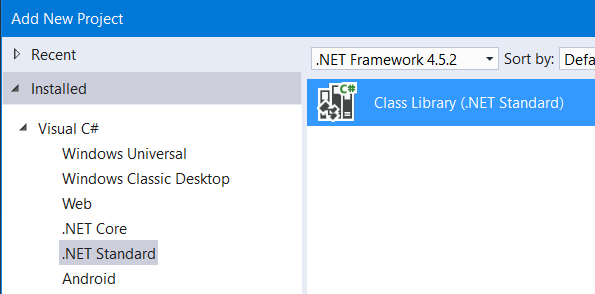 Add New Project
Recent
.NET Framework 4.5.2 Sort by: Defa
Installed
Class Library (.NET Standard)
C#
Visual C#
Windows Universal
Windows Classic Desktop
Web
.NET Core
.NET Standard
Android